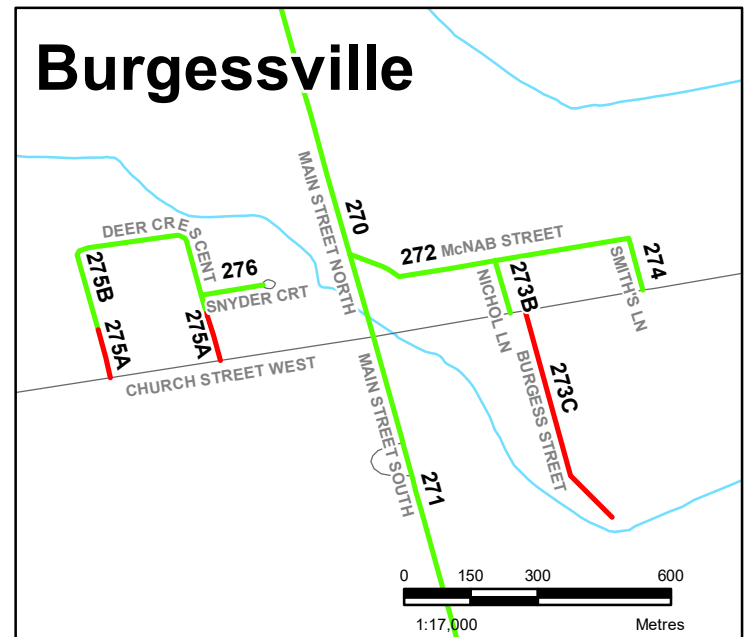 Burgessville
MAIN STREET NORTH
270
DEER CRESCENT
272
McNAB STREET
276
SNYDER CRT
275B
275A
275A
273B
NICHOL LN
274
SMITH'S LN
CHURCH STREET WEST
MAIN STREET SOUTH
271
BURGESS STREET
273C
0 150 300 600
1:17,000 Metres